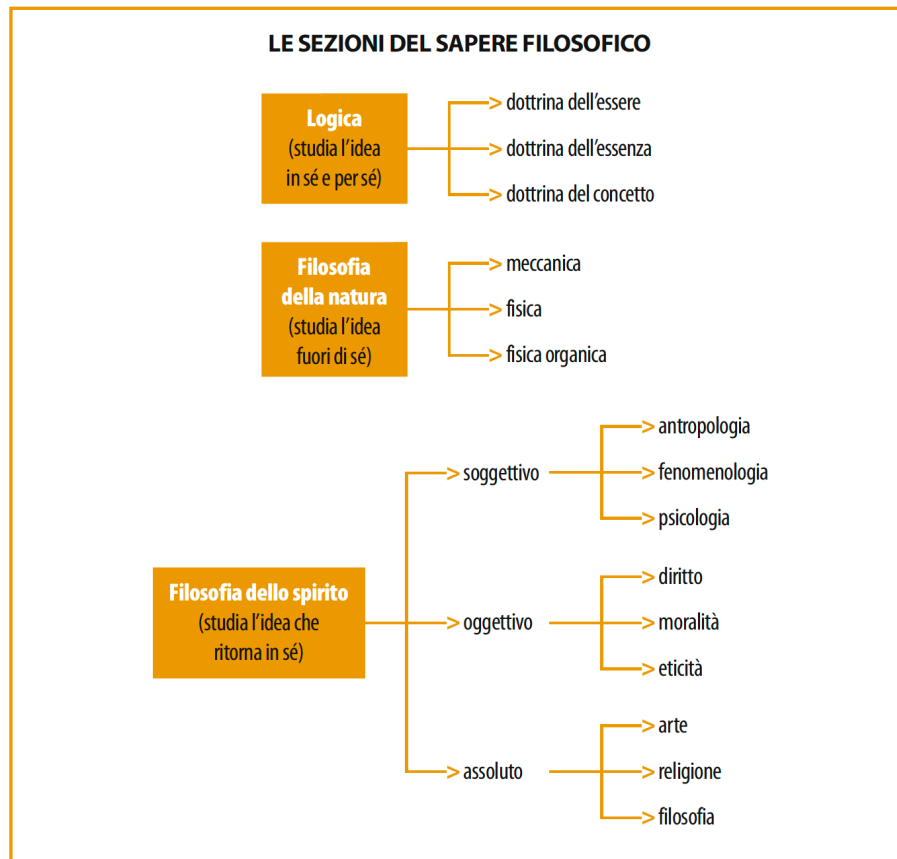 LE SEZIONI DEL SAPERE FILOSOFICO
Logica
(studia l’idea
in sé e per sé)
> dottrina dell’essere
> dottrina dell’essenza
> dottrina del concetto
Filosofia
della natura
(studia l’idea
fuori di sé)
> meccanica
> fisica
> fisica organica
Filosofia dello spirito
(studia l’idea che
ritorna in sé)
> soggettivo
> antropologia
> fenomenologia
> psicologia
> oggettivo
> diritto
> moralità
> eticità
> assoluto
> arte
> religione
> filosofia